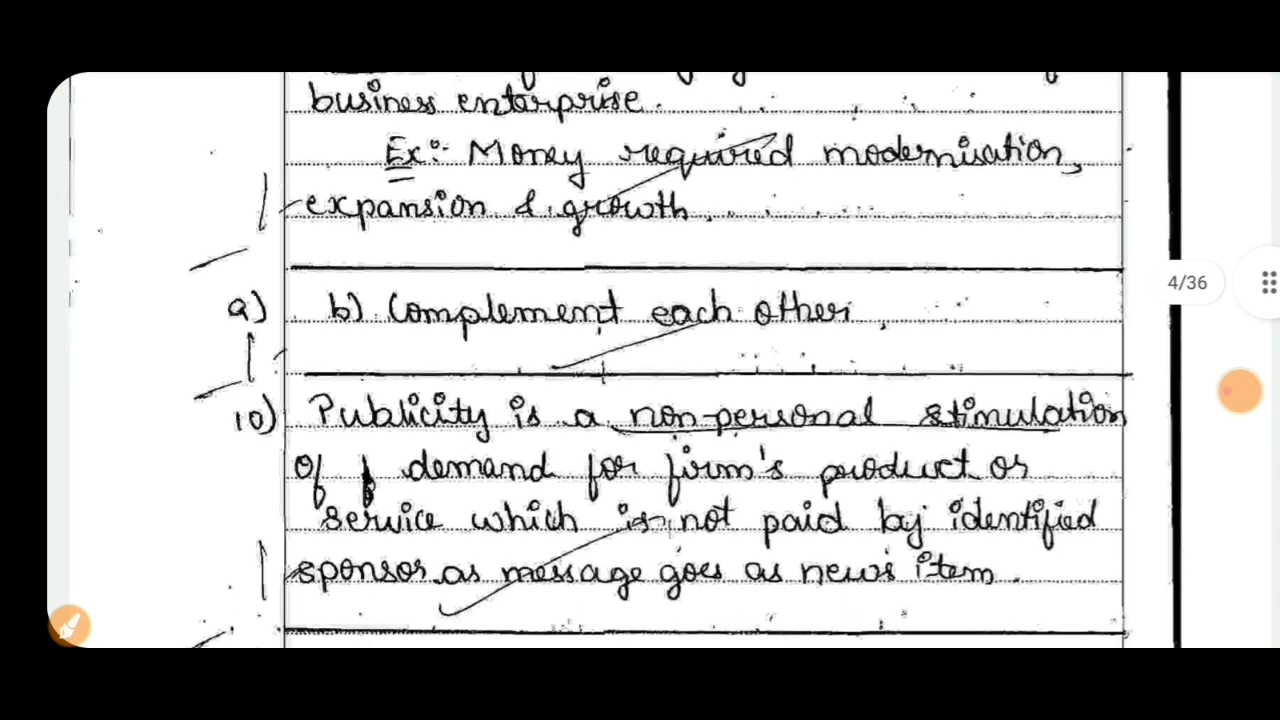 business enterprise.
Ex:- Money required modernisation,
expansion & growth.
9) b) Complement each other.
10) Publicity is a non-personal stimulation
of demand for firm's product or
service which is not paid by identified
sponsor as message goes as news item.
4/36